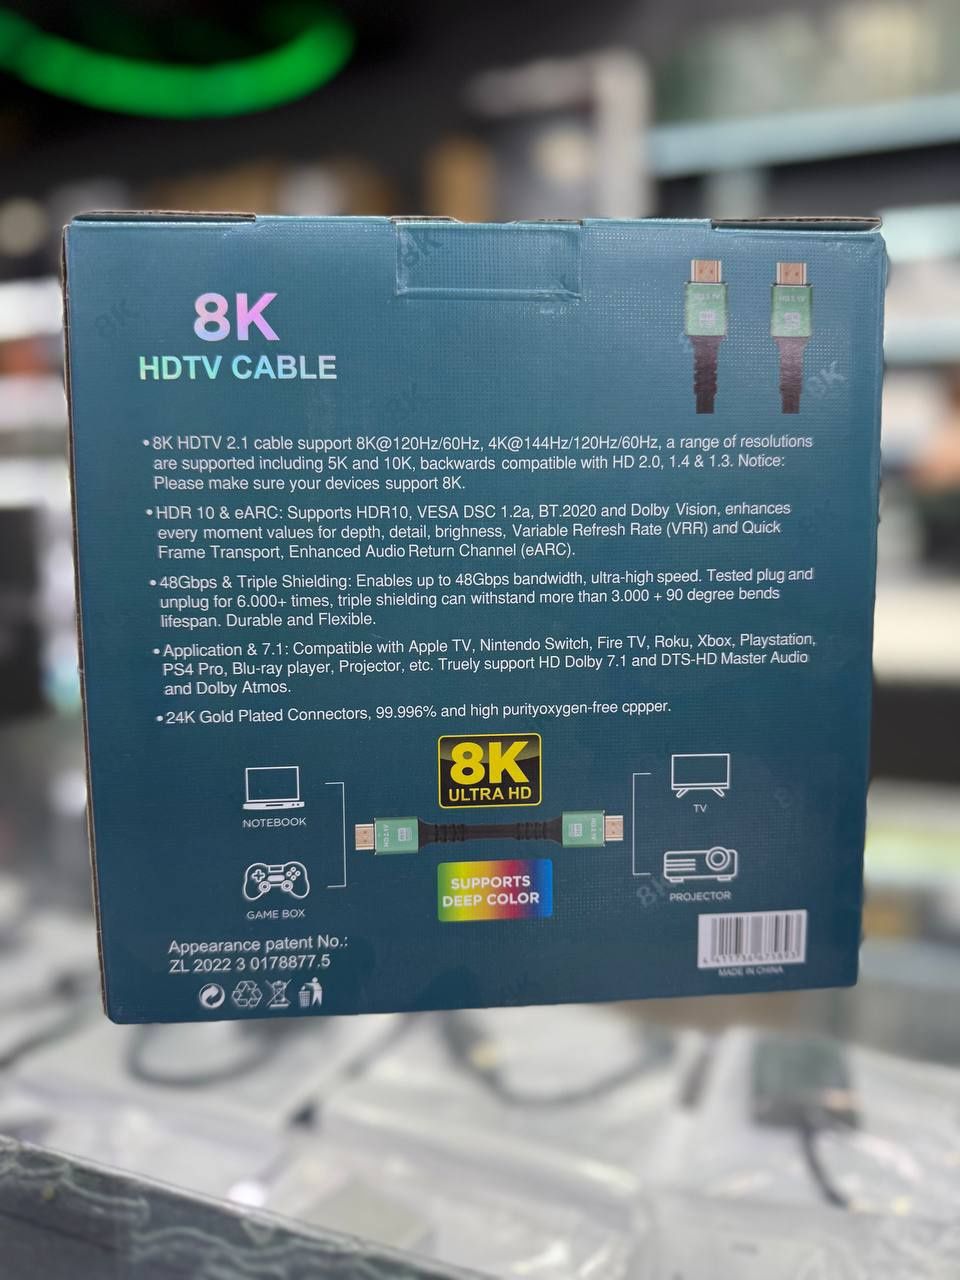 8K
HDTV CABLE
•8K HDTV 2.1 cable support 8K@120Hz/60Hz, 4K@144Hz/120Hz/60Hz, a range of resolutions
are supported including 5K and 10K, backwards compatible with HD 2.0, 1.4 & 1.3. Notice:
Please make sure your devices support 8K.
•HDR 10 & eARC: Supports HDR10, VESA DSC 1.2a, BT.2020 and Dolby Vision, enhances
every moment values for depth, detail, brighness, Variable Refresh Rate (VRR) and Quick
Frame Transport, Enhanced Audio Return Channel (eARC).
•48Gbps & Triple Shielding: Enables up to 48Gbps bandwidth, ultra-high speed. Tested plug and
unplug for 6.000+ times, triple shielding can withstand more than 3.000 + 90 degree bends
lifespan. Durable and Flexible.
•Application & 7.1: Compatible with Apple TV, Nintendo Switch, Fire TV, Roku, Xbox, Playstation,
PS4 Pro, Blu-ray player, Projector, etc. Truely support HD Dolby 7.1 and DTS-HD Master Audio
and Dolby Atmos.
•24K Gold Plated Connectors, 99.996% and high purityoxygen-free cppper.
8K
ULTRA HD
NOTEBOOK
TV
SUPPORTS
DEEP COLOR
GAME BOX
PROJECTOR
Appearance patent No.:
ZL 2022 3 0178877.5
MADE IN CHINA